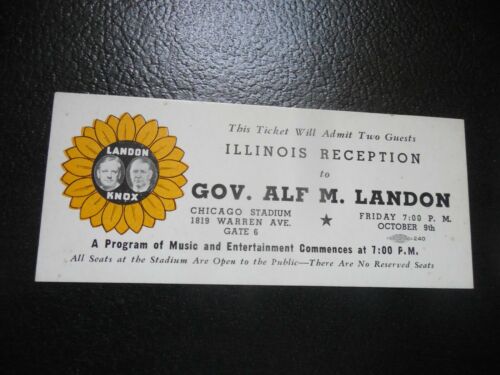 LANDON
KNOX
This Ticket Will Admit Two Guests
ILLINOIS RECEPTION
to
GOV. ALF M. LANDON
CHICAGO STADIUM
1819 WARREN AVE.
GATE 6
★
FRIDAY 7:00 P. M.
OCTOBER 9th
240
A Program of Music and Entertainment Commences at 7:00 P.M.
All Seats at the Stadium Are Open to the Public—There Are No Reserved Seats